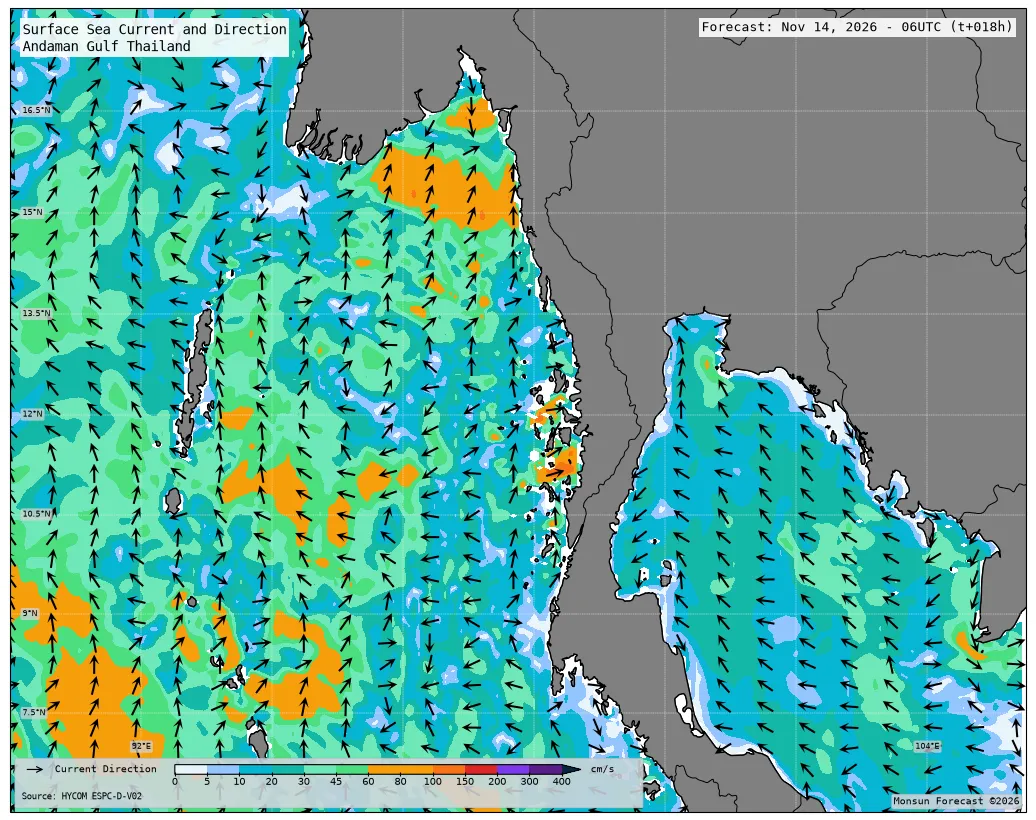 Surface Sea Current and Direction
Andaman Gulf Thailand
Forecast: Nov 14, 2026 - 06UTC (t+018h)
16.5°N
15°N
13.5°N
12°N
10.5°N
9°N
7.5°N
92°E
104°E
Current Direction
0 5 10 20 30 45 60 80 100 150 200 300 400 cm/s
Source: HYCOM ESPC-D-V02
Monsun Forecast ©2026